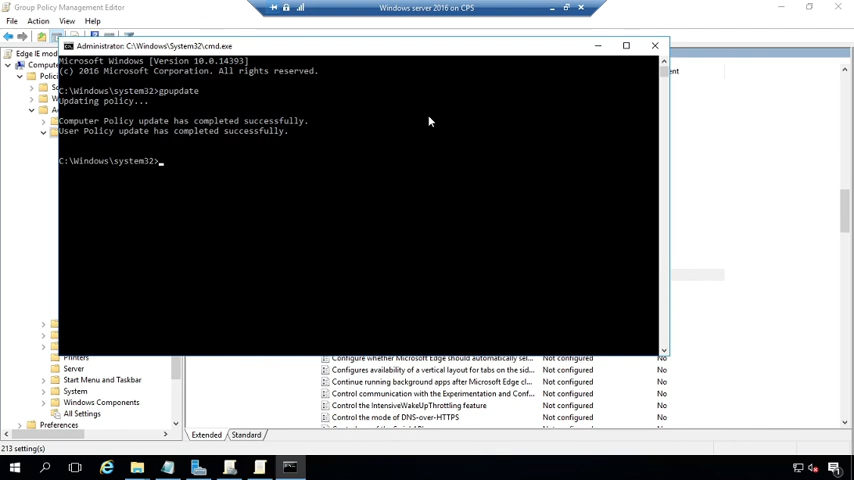 Group Policy Management Editor
Windows server 2016 on CPS
File Action View Help
Administrator: C:\Windows\System32\cmd.exe
Microsoft Windows [Version 10.0.14393]
(c) 2016 Microsoft Corporation. All rights reserved.
C:\Windows\system32>gpupdate
Updating policy...
Computer Policy update has completed successfully.
User Policy update has completed successfully.
C:\Windows\system32>_
Edge IE mod
Compute
Polici
Printers
Server
Start Menu and Taskbar
System
Windows Components
All Settings
Preferences
Configure whether Microsoft Edge should automatically sel... Not configured No
Configures availability of a vertical layout for tabs on the sid... Not configured No
Continue running background apps after Microsoft Edge cl... Not configured No
Control communication with the Experimentation and Conf... Not configured No
Control the IntensiveWakeUpThrottling feature Not configured No
Control the mode of DNS-over-HTTPS Not configured No
Extended Standard
213 setting(s)